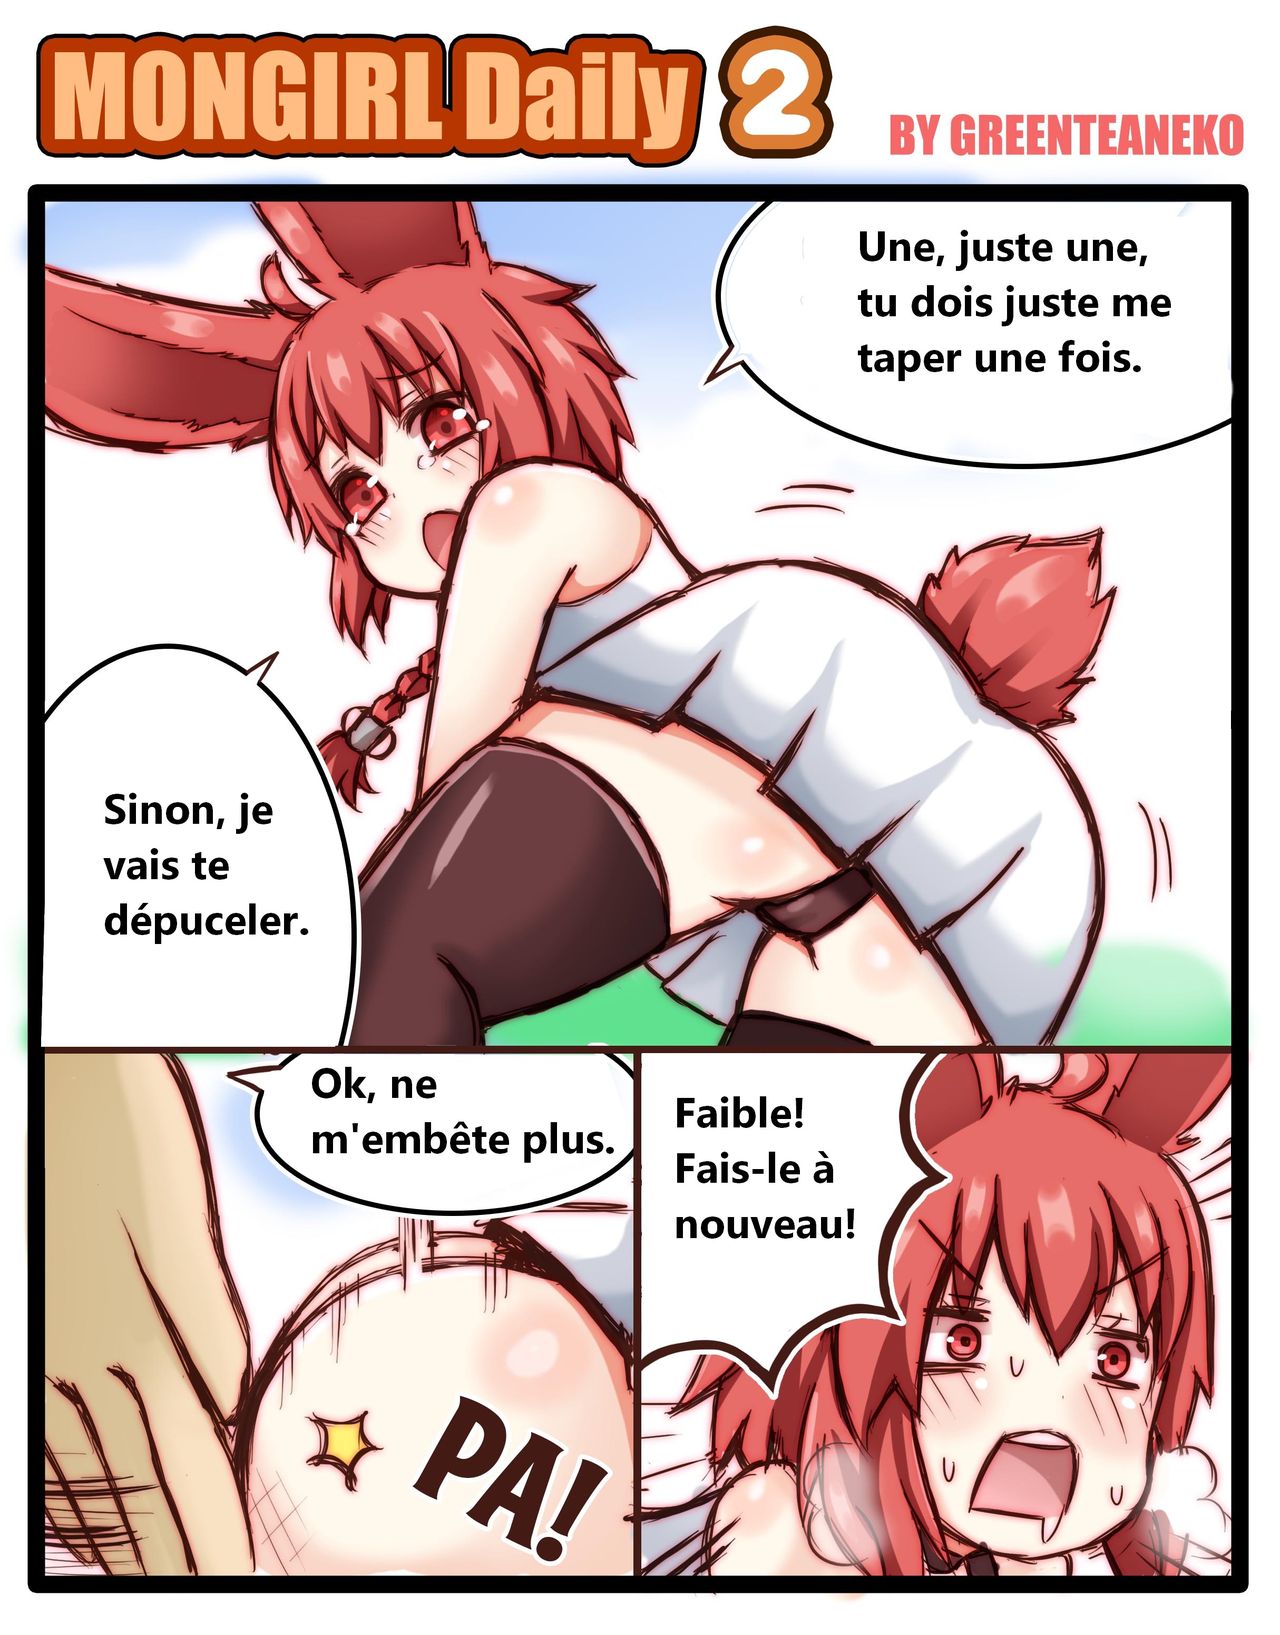 MONGIRL Daily 2
BY GREENTEANEKO
Une, juste une,
tu dois juste me
taper une fois.
Sinon, je
vais te
dépuceler.
Ok, ne
m'embête plus.
PA!
Faible!
Fais-le à
nouveau!